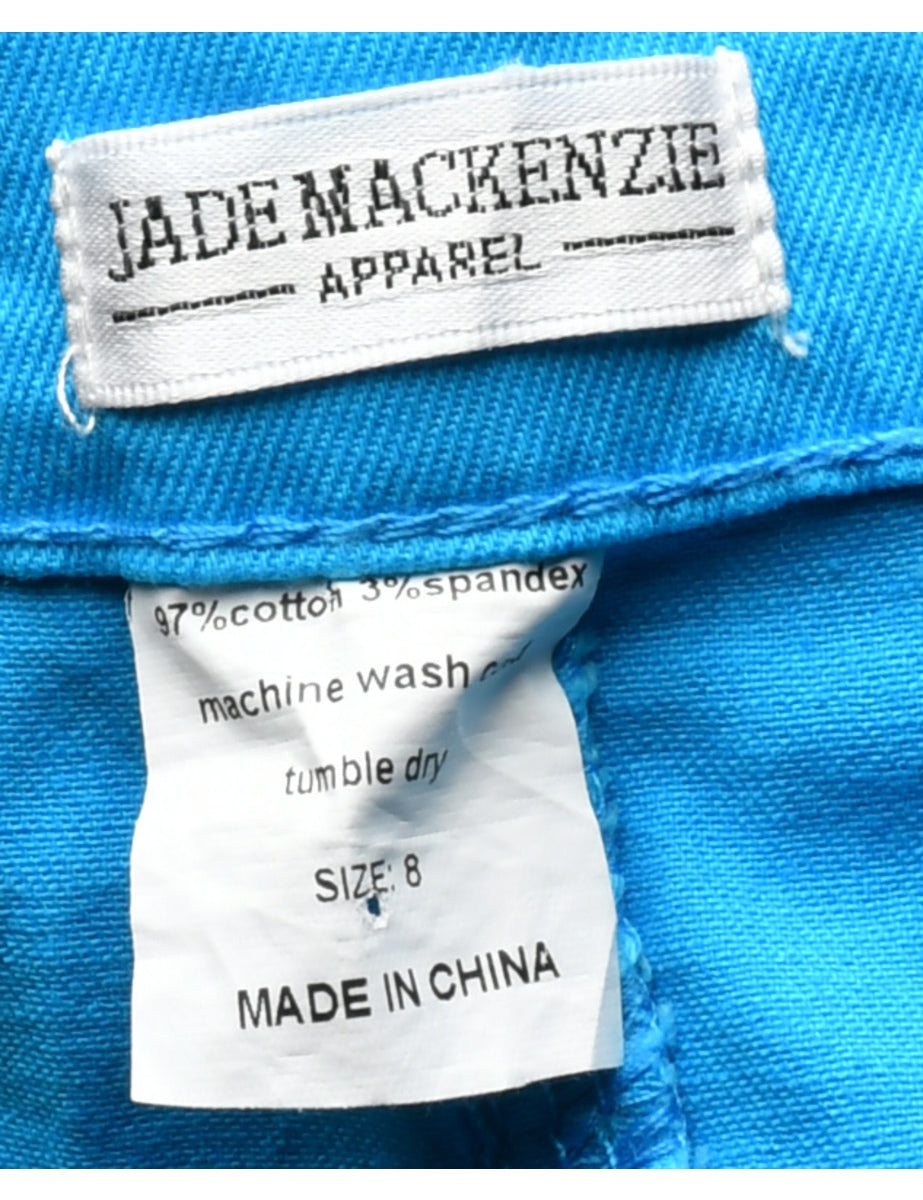 JADE MACKENZIE
APPAREL
97%cotton 3%spandex
machine wash
tumble dry
SIZE: 8
MADE IN CHINA